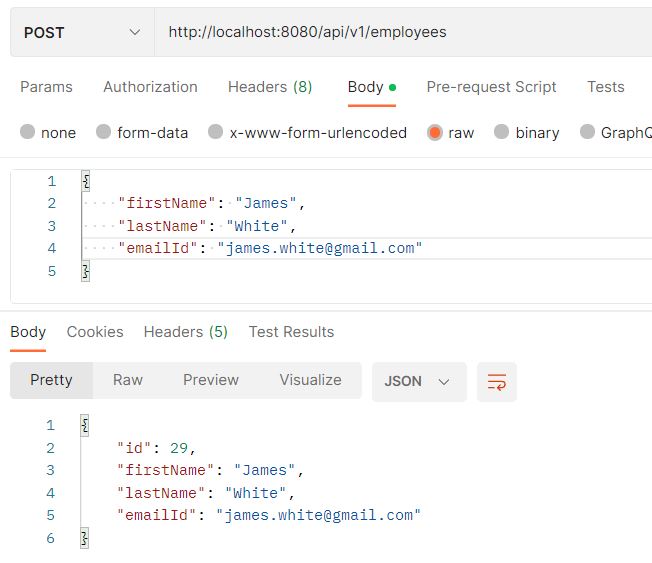 POST http://localhost:8080/api/v1/employees
Params Authorization Headers (8) Body Pre-request Script Tests
none form-data x-www-form-urlencoded raw binary GraphQ
1 {
2 "firstName": "James",
3 "lastName": "White",
4 "emailId": "james.white@gmail.com"
5 }
Body Cookies Headers (5) Test Results
Pretty Raw Preview Visualize JSON
1 {
2 "id": 29,
3 "firstName": "James",
4 "lastName": "White",
5 "emailId": "james.white@gmail.com"
6 }